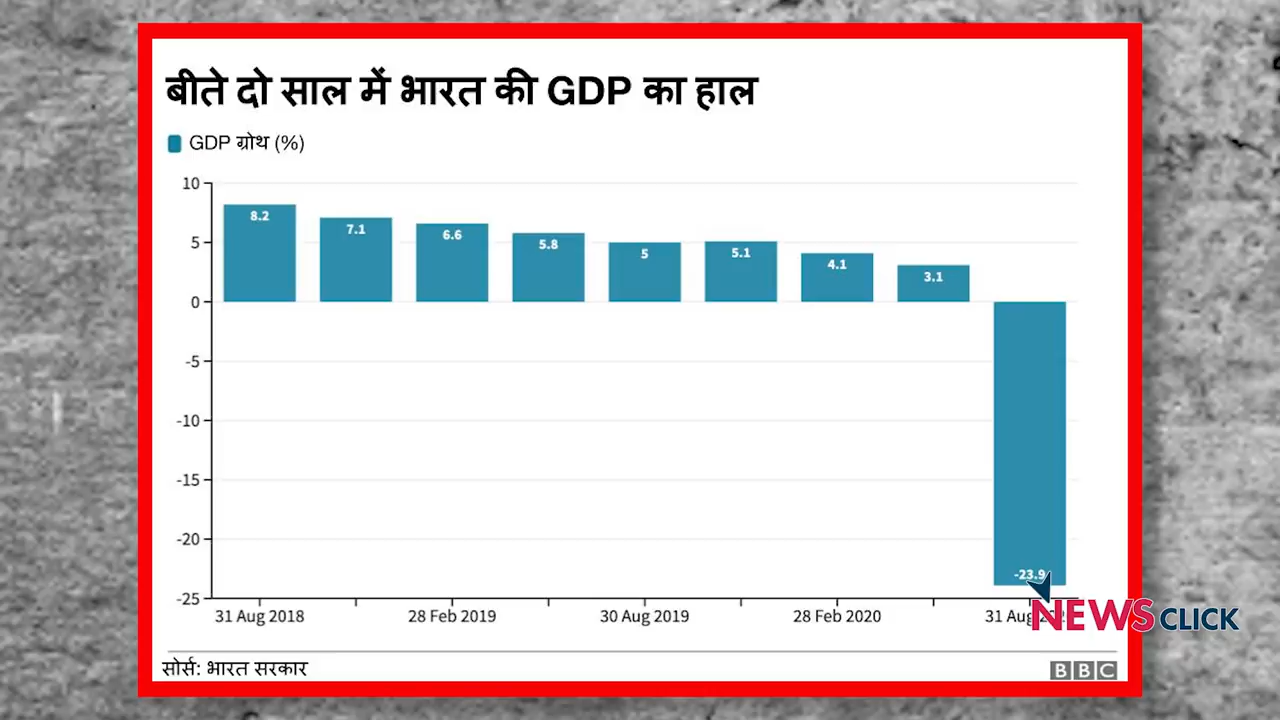 बीते दो साल में भारत की GDP का हाल
GDP ग्रोथ (%)
10
5
0
-5
-10
-15
-20
-25
8.2
7.1
6.6
5.8
5
5.1
4.1
3.1
-23.9
31 Aug 2018
28 Feb 2019
30 Aug 2019
28 Feb 2020
31 Aug
NEWSCLICK
सोर्स: भारत सरकार
BBC